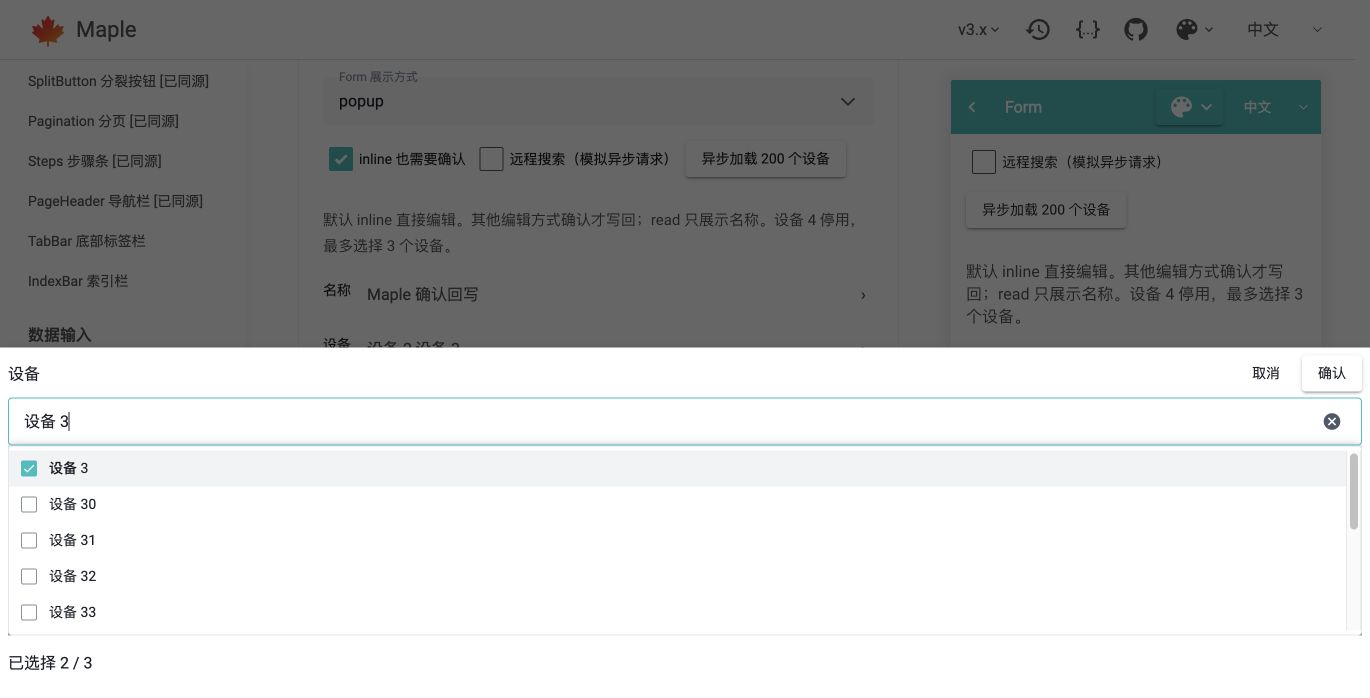 Maple
v3.x
中文
SplitButton 分裂按钮 [已同源]
Pagination 分页 [已同源]
Steps 步骤条 [已同源]
PageHeader 导航栏 [已同源]
TabBar 底部标签栏
IndexBar 索引栏
数据输入
Form 展示方式
popup
inline 也需要确认
远程搜索（模拟异步请求）
异步加载 200 个设备
默认 inline 直接编辑。其他编辑方式确认才写回；read 只展示名称。设备 4 停用，
最多选择 3 个设备。
名称 Maple 确认回写
设备 设备 2 设备 3
Form
中文
远程搜索（模拟异步请求）
异步加载 200 个设备
默认 inline 直接编辑。其他编辑方式确认才写
回；read 只展示名称。设备 4 停用，最多选择 3
个设备。
设备
取消
确认
设备 3
设备 3
设备 30
设备 31
设备 32
设备 33
已选择 2 / 3